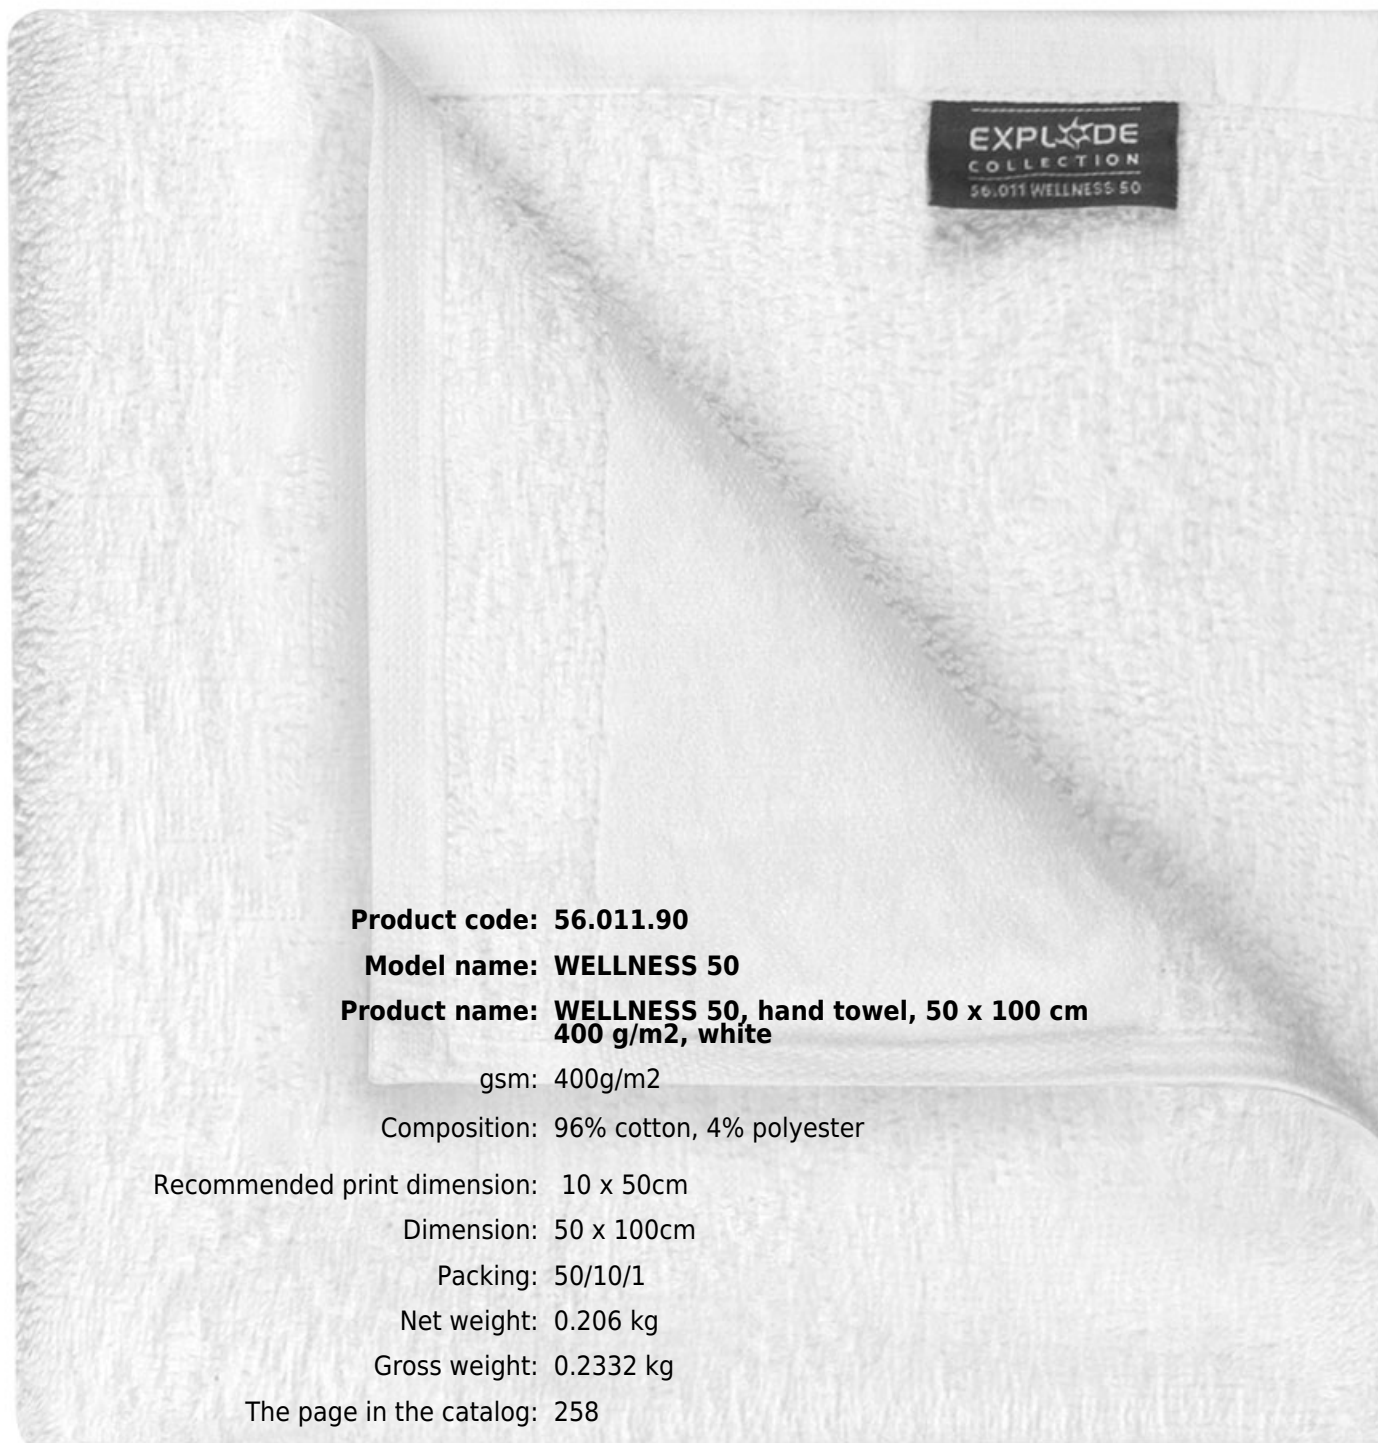 EXPLODE
COLLECTION
56.011 WELLNESS 50
Product code: 56.011.90
Model name: WELLNESS 50
Product name: WELLNESS 50, hand towel, 50 x 100 cm
400 g/m2, white
gsm: 400g/m2
Composition: 96% cotton, 4% polyester
Recommended print dimension: 10 x 50cm
Dimension: 50 x 100cm
Packing: 50/10/1
Net weight: 0.206 kg
Gross weight: 0.2332 kg
The page in the catalog: 258